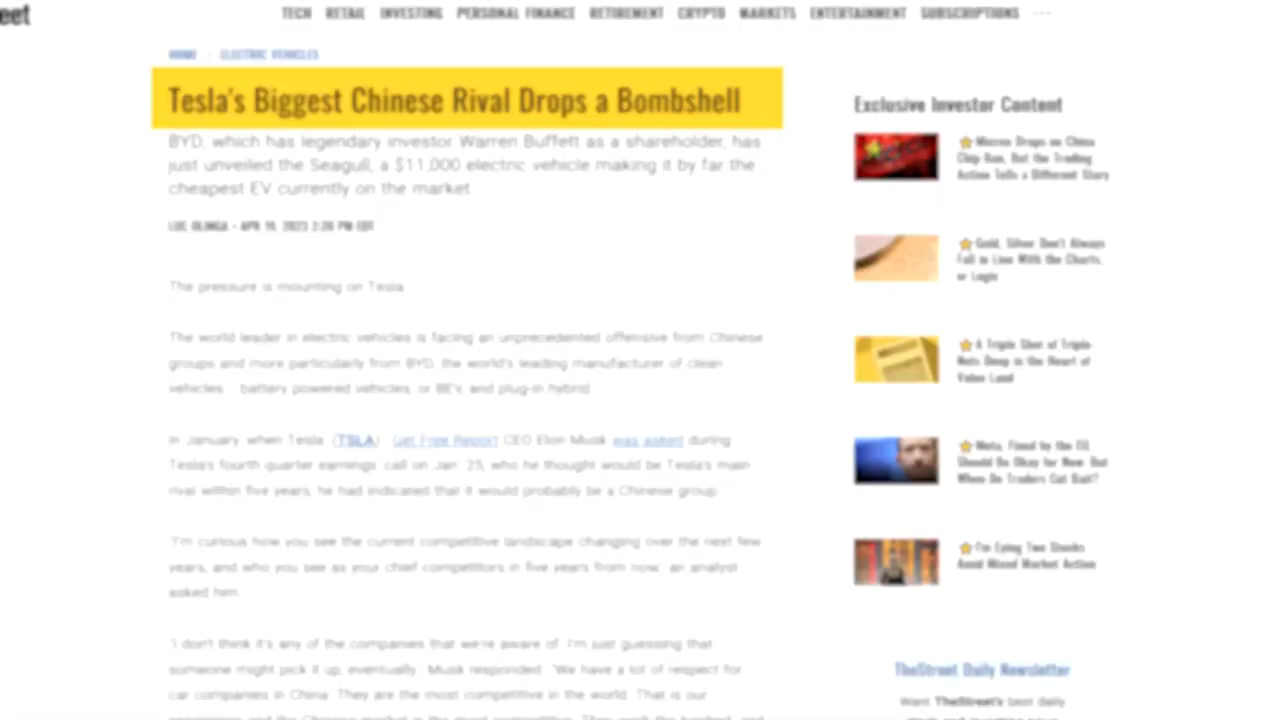 eet
TECH RETAIL INVESTING PERSONAL FINANCE RETIREMENT CRYPTO MARKETS ENTERTAINMENT SUBSCRIPTIONS ...
HOME · ELECTRIC VEHICLES
Tesla's Biggest Chinese Rival Drops a Bombshell
BYD, which has legendary investor Warren Buffett as a shareholder, has
just unveiled the Seagull, a $11,000 electric vehicle making it by far the
cheapest EV currently on the market.
LUC OLINGA • APR 19, 2023 2:28 PM EDT
The pressure is mounting on Tesla.
The world leader in electric vehicles is facing an unprecedented offensive from Chinese
groups and more particularly from BYD, the world's leading manufacturer of clean
vehicles battery powered vehicles, or BEV, and plug-in hybrid.
In January, when Tesla (TSLA) Get Free Report CEO Elon Musk was asked during
Tesla's fourth quarter earnings' call on Jan. 25, who he thought would be Tesla's main
rival within five years, he had indicated that it would probably be a Chinese group.
"I'm curious how you see the current competitive landscape changing over the next few
years, and who you see as your chief competitors in five years from now," an analyst
asked him.
"I don't think it's any of the companies that we're aware of. I'm just guessing that
someone might pick it up, eventually," Musk responded. "We have a lot of respect for
car companies in China. They are the most competitive in the world. That is our
Exclusive Investor Content
Micron Drops on China
Chip Ban, But the Trading
Action Tells a Different Story
Gold, Silver Don't Always
Fall in Line With the Charts,
or Logic
A Triple Shot of Triple-
Nets Deep in the Heart of
Value Land
Meta, Fined by the EU,
Should Be Okay for Now. But
When Do Traders Cut Bait?
I'm Eying Two Stocks
Amid Mixed Market Action
TheStreet Daily Newsletter
Want TheStreet's best daily